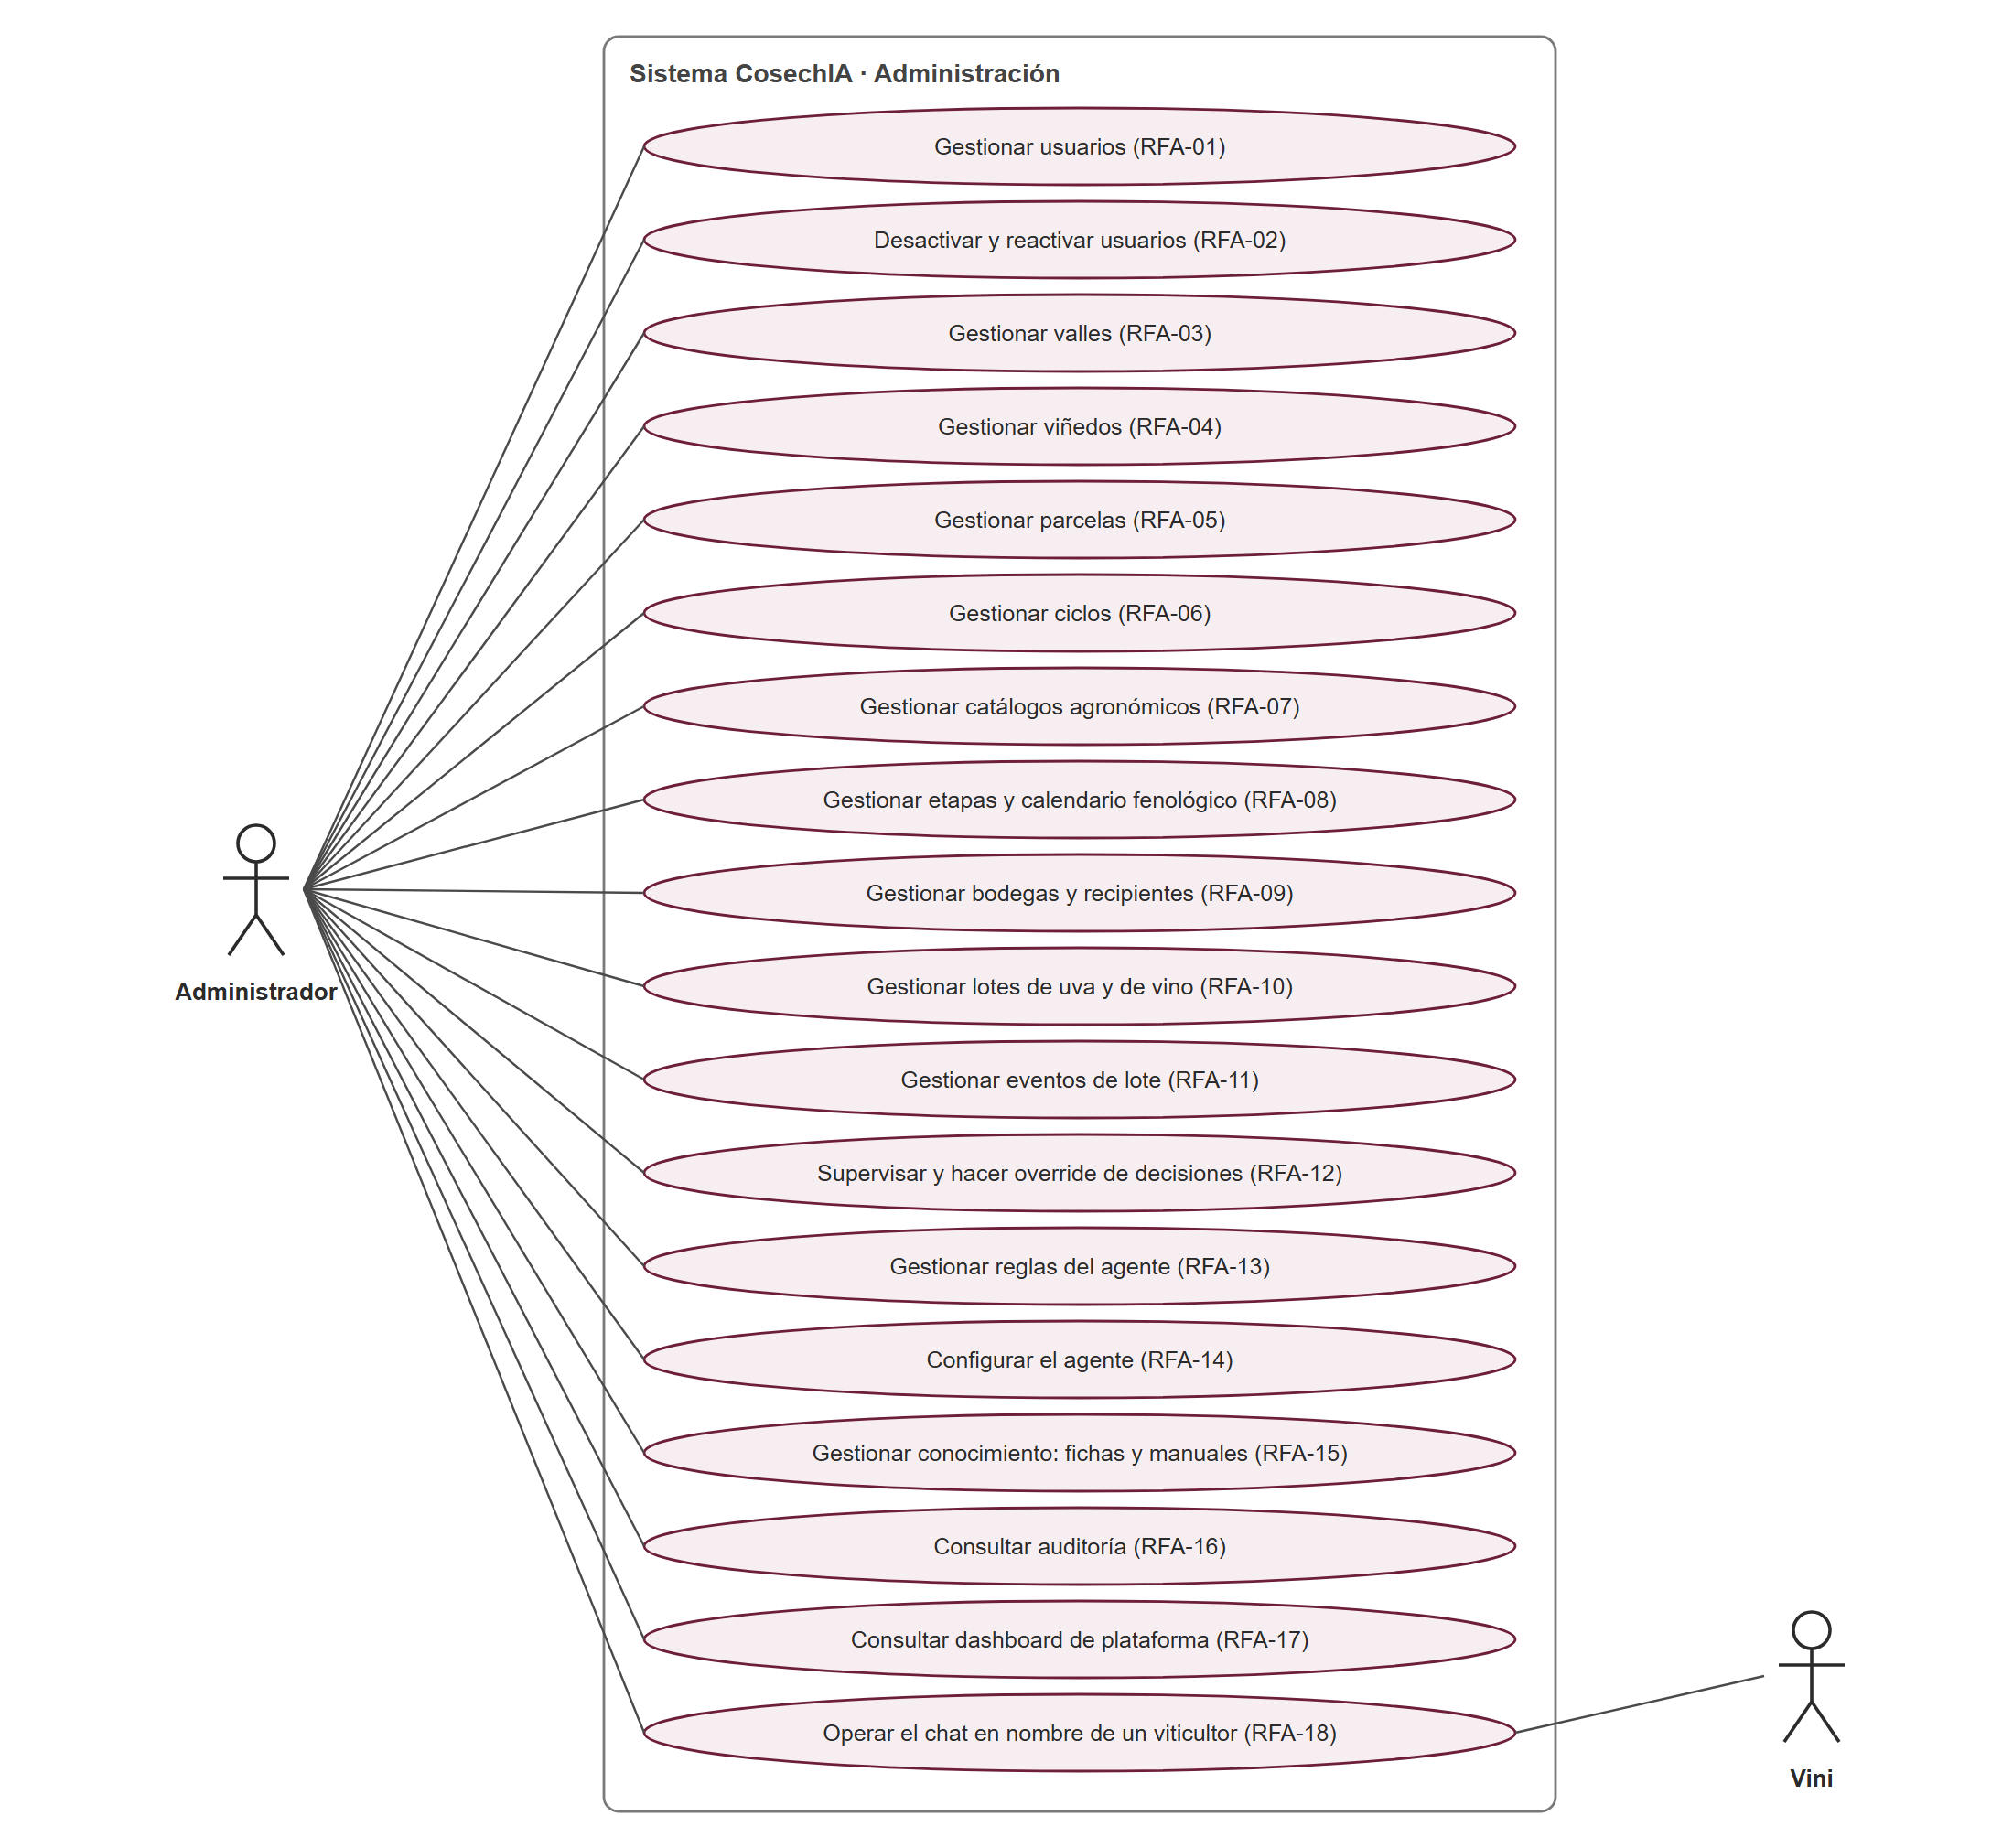 Sistema CosechIA · Administración
Gestionar usuarios (RFA-01)
Desactivar y reactivar usuarios (RFA-02)
Gestionar valles (RFA-03)
Gestionar viñedos (RFA-04)
Gestionar parcelas (RFA-05)
Gestionar ciclos (RFA-06)
Gestionar catálogos agronómicos (RFA-07)
Gestionar etapas y calendario fenológico (RFA-08)
Gestionar bodegas y recipientes (RFA-09)
Administrador
Gestionar lotes de uva y de vino (RFA-10)
Gestionar eventos de lote (RFA-11)
Supervisar y hacer override de decisiones (RFA-12)
Gestionar reglas del agente (RFA-13)
Configurar el agente (RFA-14)
Gestionar conocimiento: fichas y manuales (RFA-15)
Consultar auditoría (RFA-16)
Consultar dashboard de plataforma (RFA-17)
Operar el chat en nombre de un viticultor (RFA-18)
Vini